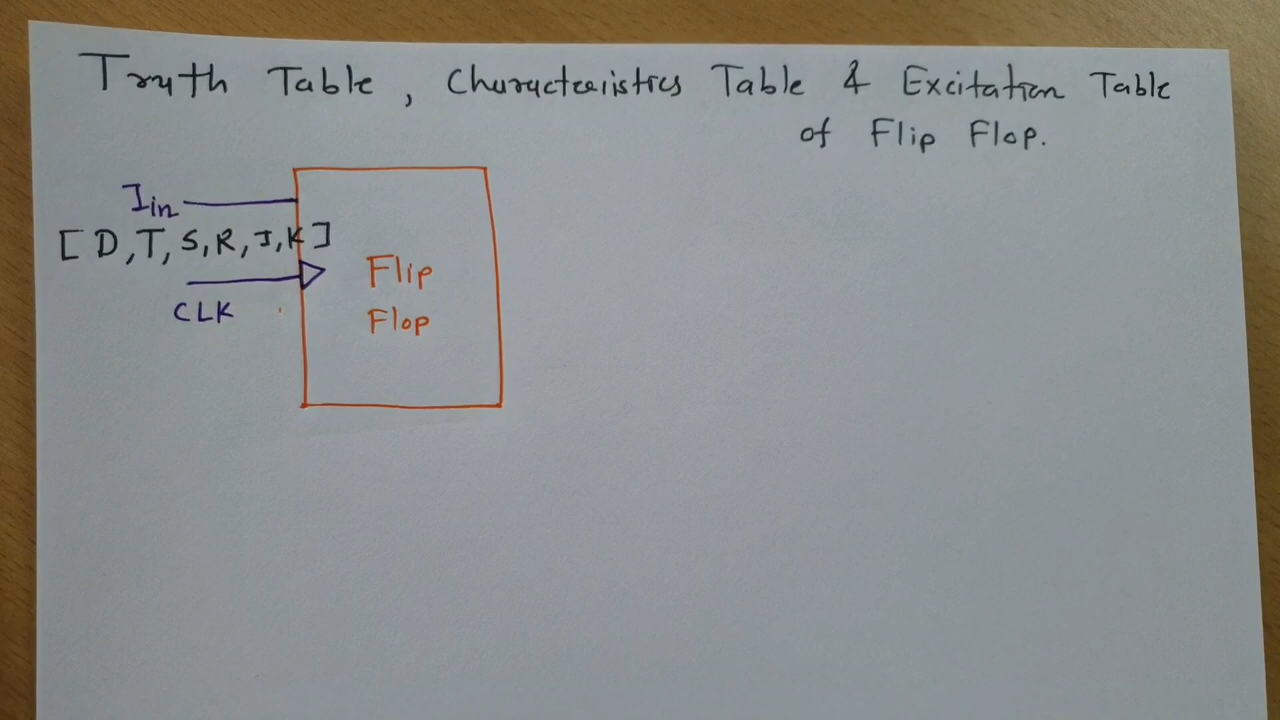 Truth Table, Characteristics Table & Excitation Table
of Flip Flop.
Iin
[D,T,S,R,J,K]
Flip
CLK
Flop